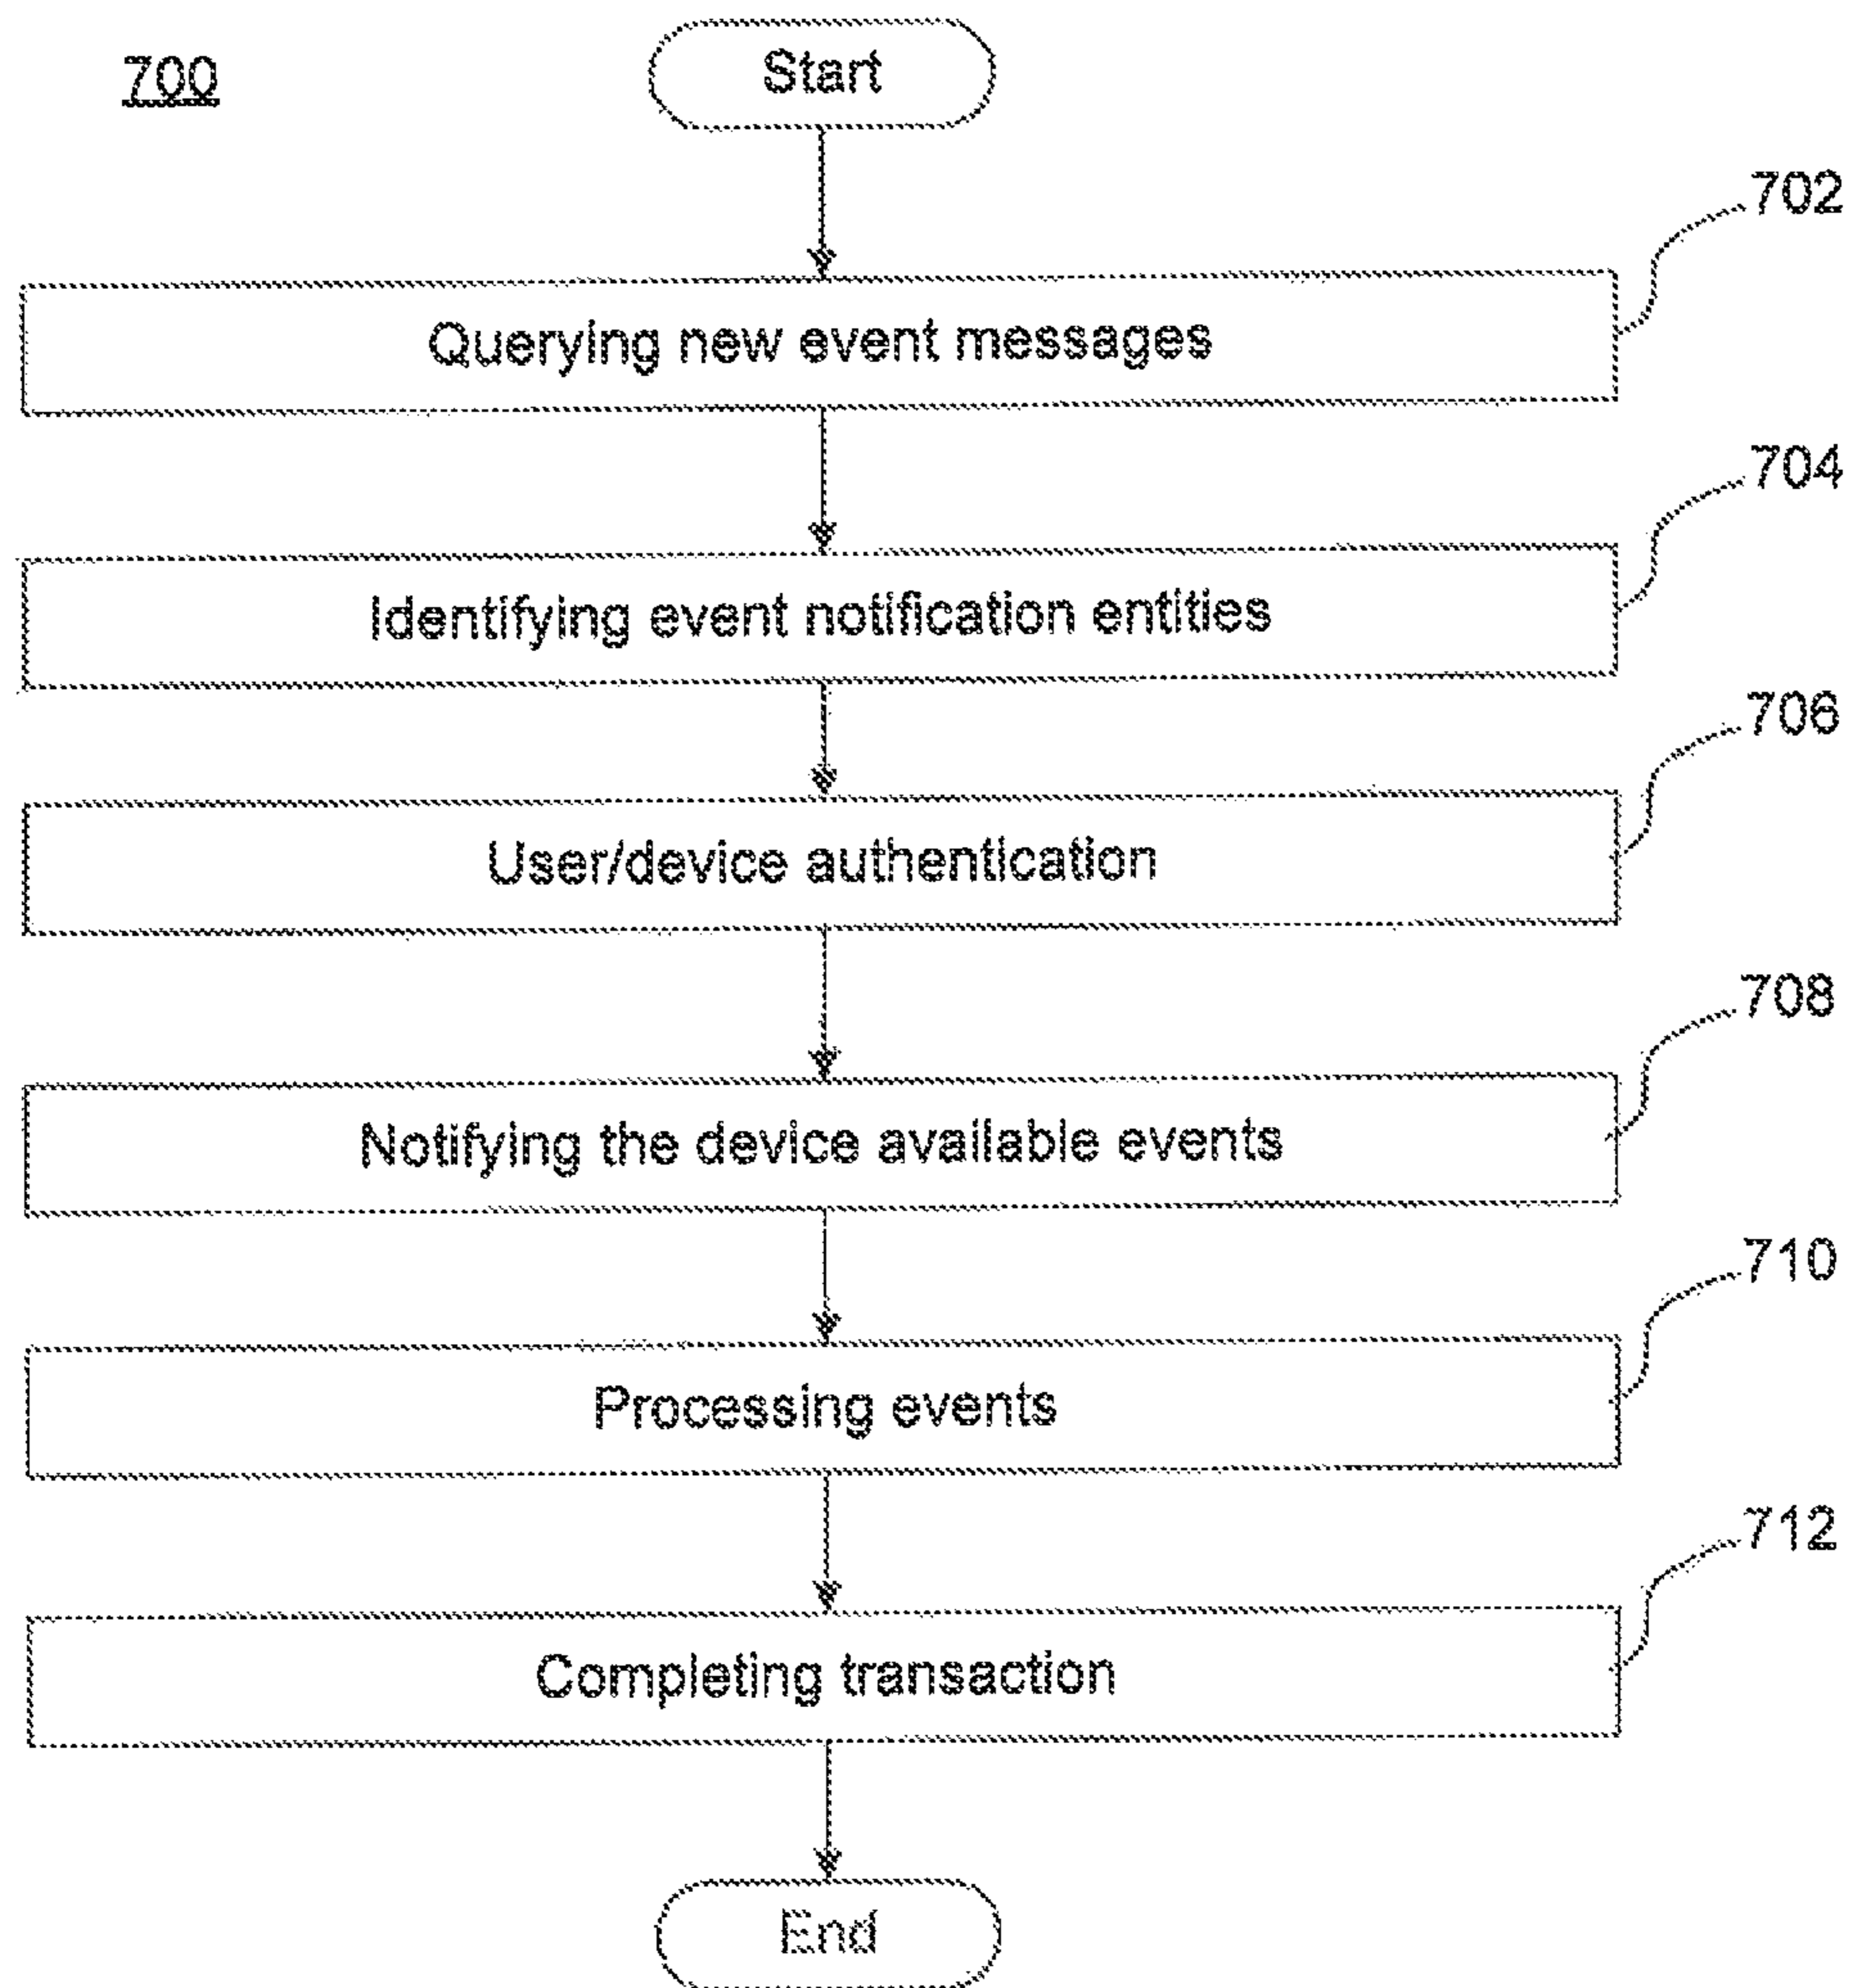 700
Start
702
Querying new event messages
704
Identifying event notification entities
706
User/device authentication
708
Notifying the device available events
710
Processing events
712
Completing transaction
End